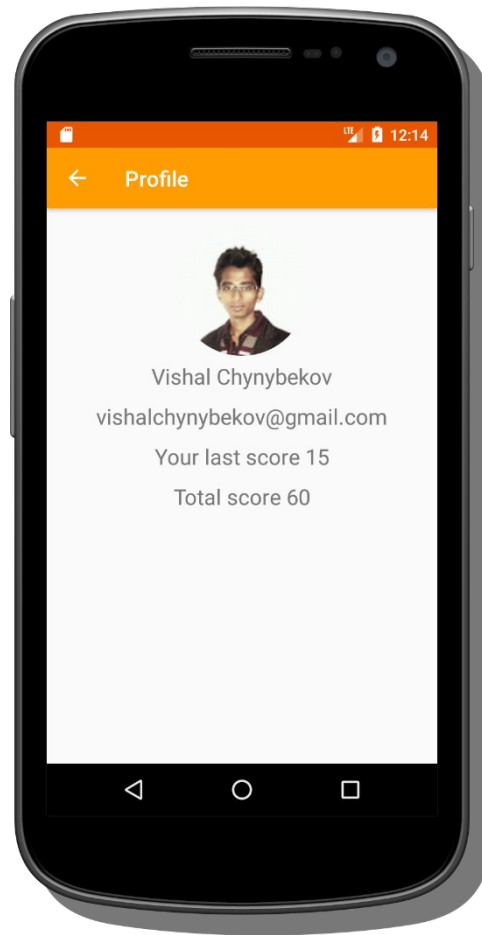 LTE 12:14
Profile
Vishal Chynybekov
vishalchynybekov@gmail.com
Your last score 15
Total score 60